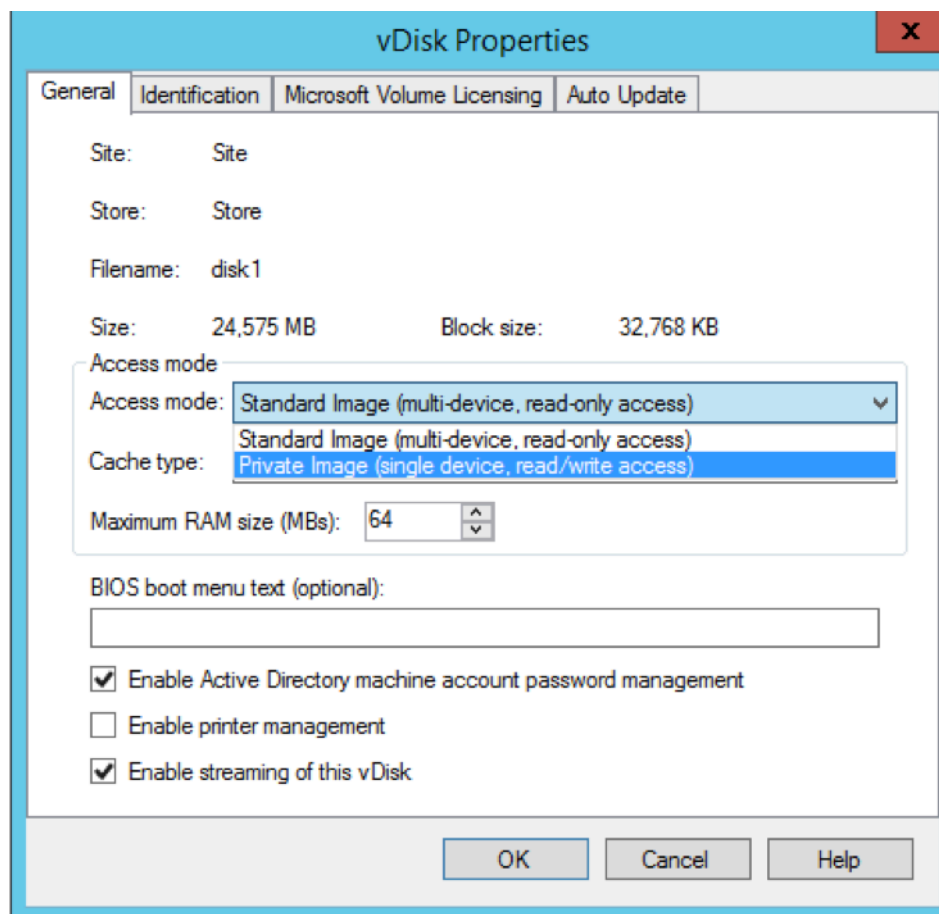 vDisk Properties
x
General Identification Microsoft Volume Licensing Auto Update
Site: Site
Store: Store
Filename: disk1
Size: 24,575 MB Block size: 32,768 KB
Access mode
Access mode: Standard Image (multi-device, read-only access)
Standard Image (multi-device, read-only access)
Cache type: Private Image (single device, read/write access)
Maximum RAM size (MBs): 64
BIOS boot menu text (optional):
Enable Active Directory machine account password management
Enable printer management
Enable streaming of this vDisk
OK Cancel Help